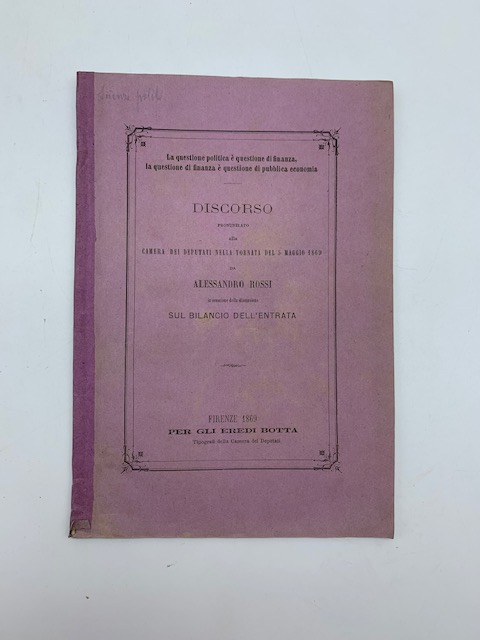 La questione politica è questione di finanza,
la questione di finanza è questione di pubblica economia
DISCORSO
PRONUNZIATO
alla
CAMERA DEI DEPUTATI NELLA TORNATA DEL 5 MAGGIO 1869
DI
ALESSANDRO ROSSI
in occasione della discussione
SUL BILANCIO DELL'ENTRATA
FIRENZE 1869
PER GLI EREDI BOTTA
Tipograf. della Camera dei Deputati